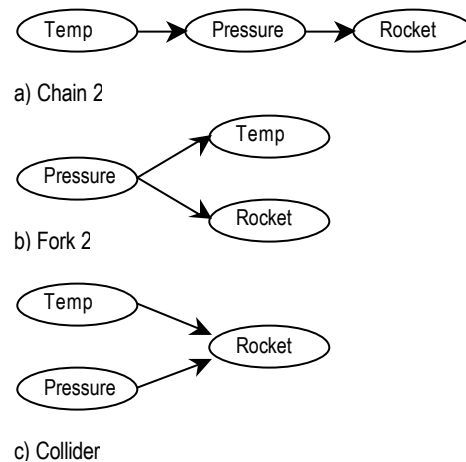 Temp Pressure Rocket
a) Chain 2
Temp
Pressure
Rocket
b) Fork 2
Temp
Rocket
Pressure
c) Collider